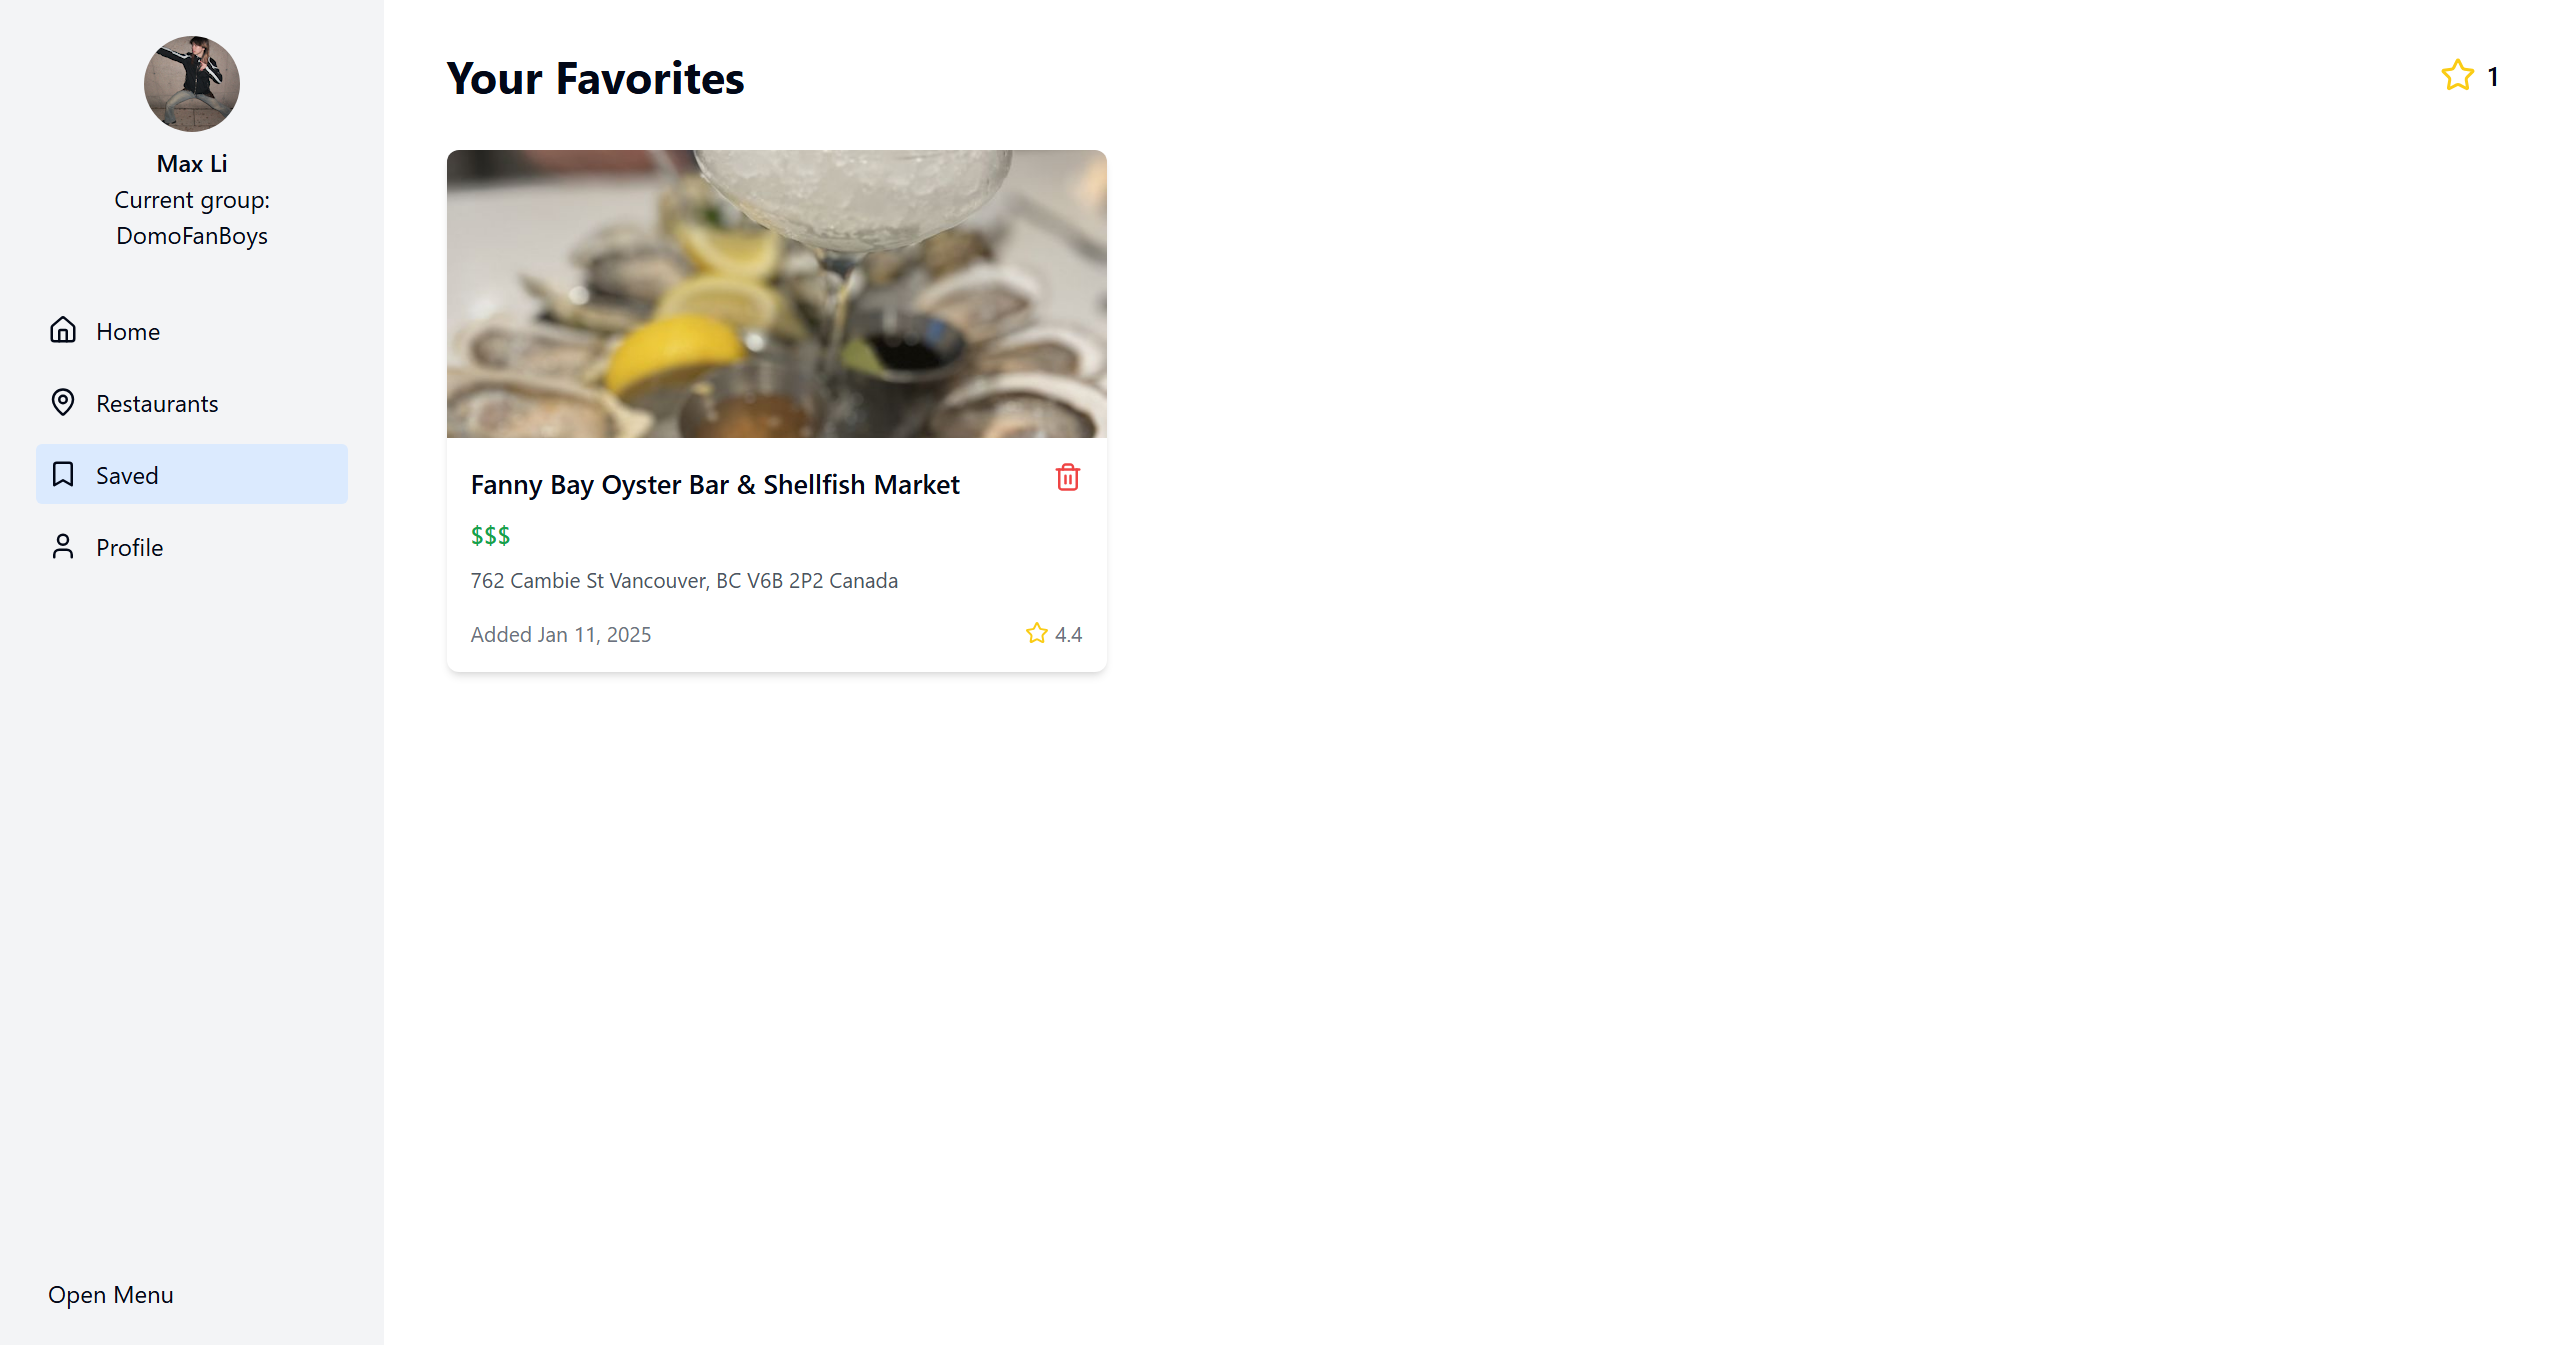 Max Li
Current group:
DomoFanBoys
Home
Restaurants
Saved
Profile
Open Menu
Your Favorites
1
Fanny Bay Oyster Bar & Shellfish Market
$$$
762 Cambie St Vancouver, BC V6B 2P2 Canada
Added Jan 11, 2025
4.4